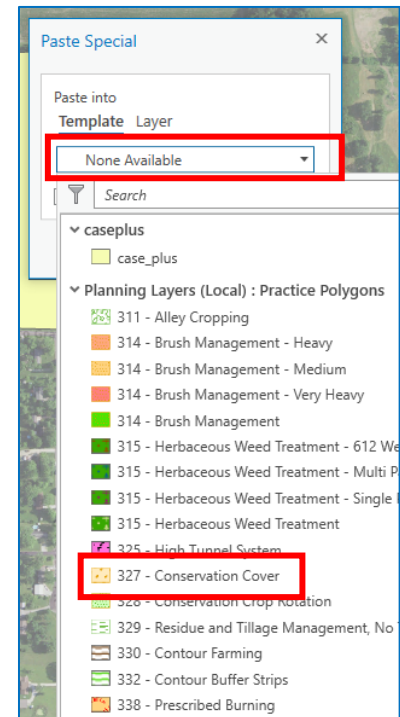 Paste Special
Paste into
Template Layer
None Available
Search
caseplus
case_plus
Planning Layers (Local) : Practice Polygons
311 - Alley Cropping
314 - Brush Management - Heavy
314 - Brush Management - Medium
314 - Brush Management - Very Heavy
314 - Brush Management
315 - Herbaceous Weed Treatment - 612 We
315 - Herbaceous Weed Treatment - Multi P
315 - Herbaceous Weed Treatment - Single
315 - Herbaceous Weed Treatment
325 - High Tunnel System
327 - Conservation Cover
328 - Conservation Crop Rotation
329 - Residue and Tillage Management, No
330 - Contour Farming
332 - Contour Buffer Strips
338 - Prescribed Burning